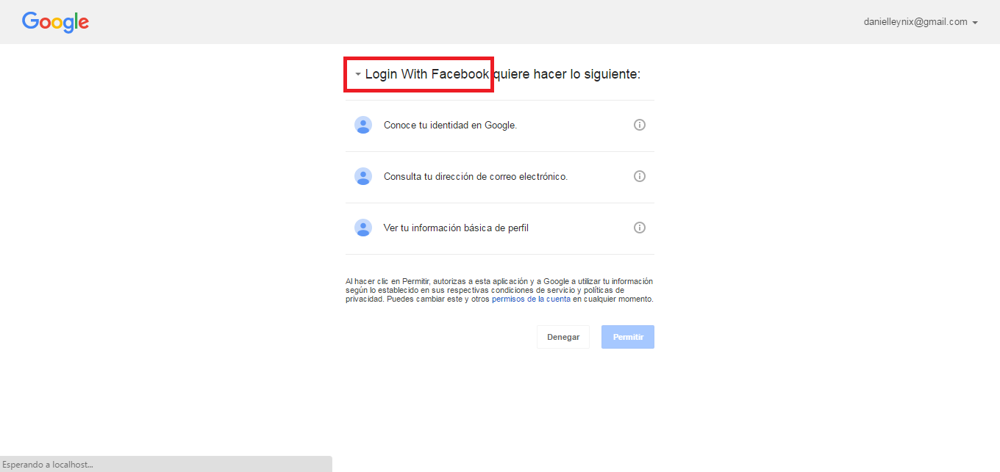 Google
danielleynix@gmail.com
Login With Facebook quiere hacer lo siguiente:
Conoce tu identidad en Google.
Consulta tu dirección de correo electrónico.
Ver tu información básica de perfil
Al hacer clic en Permitir, autorizas a esta aplicación y a Google a utilizar tu información
según lo establecido en sus respectivas condiciones de servicio y políticas de
privacidad. Puedes cambiar este y otros permisos de la cuenta en cualquier momento.
Denegar Permitir
Esperando a localhost...